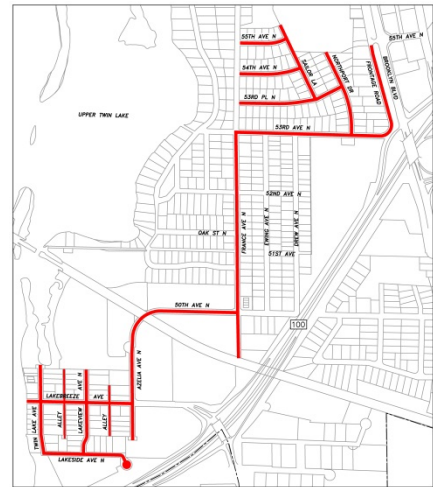 55TH AVE N
55TH AVE N
54TH AVE N
SAILOR LA
NORTHPORT DR
FRONTAGE ROAD
BROOKLYN BLVD
53RD PL N
UPPER TWIN LAKE
53RD AVE N
52ND AVE N
OAK ST N
FRANCE AVE N
EWING AVE N
DREW AVE N
51ST AVE
50TH AVE N
100
AZELIA AVE N
LAKEBREEZE AVE
TWIN LAKE AVE
ALLEY
LAKEVIEW AVE N
ALLEY
LAKESIDE AVE N